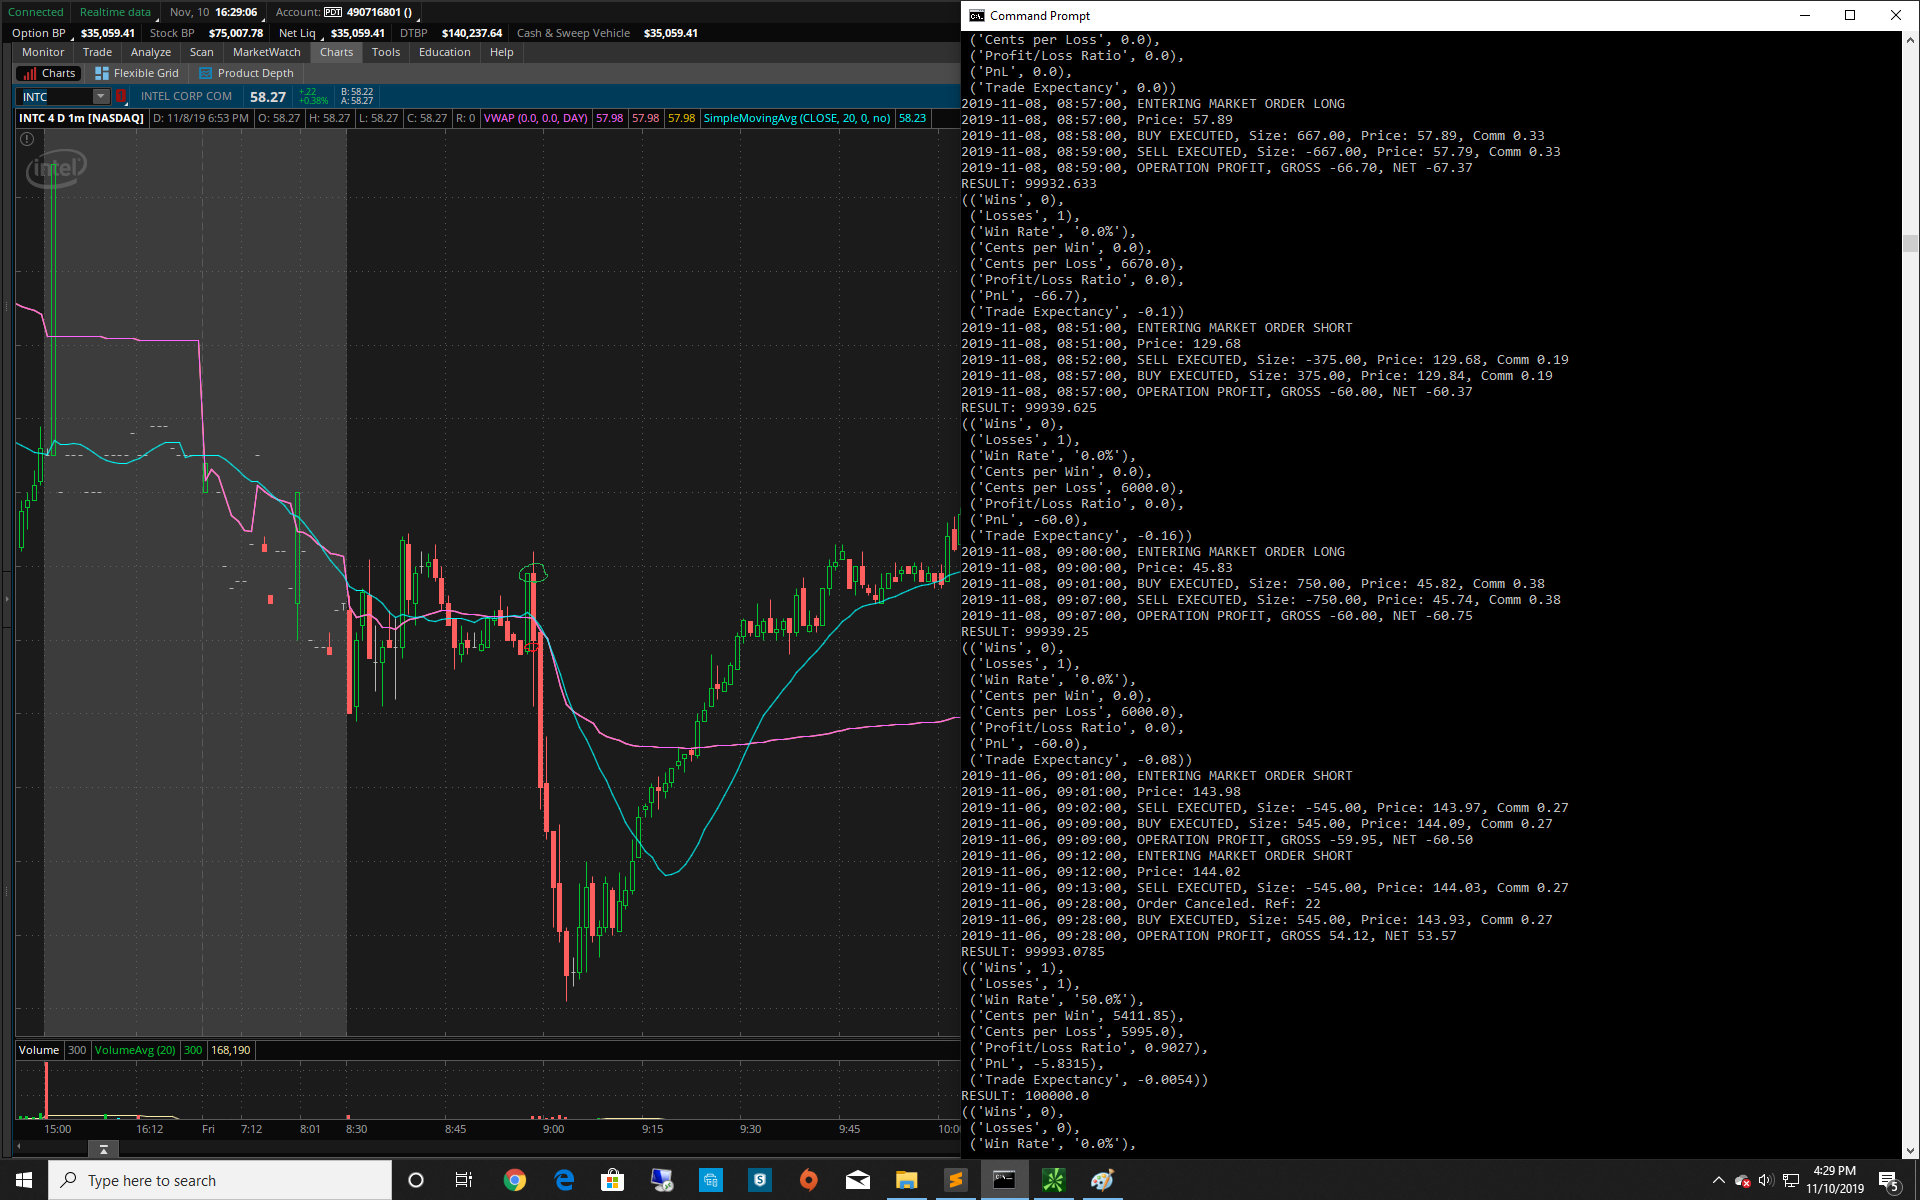 Connected Realtime data Nov, 10 16:29:06 Account: PDT 490716801 ()
Option BP $35,059.41 Stock BP $75,007.78 Net Liq $35,059.41 DTBP $140,237.64 Cash & Sweep Vehicle $35,059.41
Monitor Trade Analyze Scan MarketWatch Charts Tools Education Help
Charts Flexible Grid Product Depth
INTC INTEL CORP COM 58.27 +.22 +0.38% B: 58.22 A: 58.27
INTC 4 D 1m [NASDAQ] D: 11/8/19 6:53 PM O: 58.27 H: 58.27 L: 58.27 C: 58.27 R: 0 VWAP (0.0, 0.0, DAY) 57.98 57.98 57.98 SimpleMovingAvg (CLOSE, 20, 0, no) 58.23
intel
Volume 300 VolumeAvg (20) 300 168,190
15:00 16:12 Fri 7:12 8:01 8:30 8:45 9:00 9:15 9:30 9:45 10:0
Command Prompt
('Cents per Loss', 0.0),
('Profit/Loss Ratio', 0.0),
('PnL', 0.0),
('Trade Expectancy', 0.0))
2019-11-08, 08:57:00, ENTERING MARKET ORDER LONG
2019-11-08, 08:57:00, Price: 57.89
2019-11-08, 08:58:00, BUY EXECUTED, Size: 667.00, Price: 57.89, Comm 0.33
2019-11-08, 08:59:00, SELL EXECUTED, Size: -667.00, Price: 57.79, Comm 0.33
2019-11-08, 08:59:00, OPERATION PROFIT, GROSS -66.70, NET -67.37
RESULT: 99932.633
(('Wins', 0),
('Losses', 1),
('Win Rate', '0.0%'),
('Cents per Win', 0.0),
('Cents per Loss', 6670.0),
('Profit/Loss Ratio', 0.0),
('PnL', -66.7),
('Trade Expectancy', -0.1))
2019-11-08, 08:51:00, ENTERING MARKET ORDER SHORT
2019-11-08, 08:51:00, Price: 129.68
2019-11-08, 08:52:00, SELL EXECUTED, Size: -375.00, Price: 129.68, Comm 0.19
2019-11-08, 08:57:00, BUY EXECUTED, Size: 375.00, Price: 129.84, Comm 0.19
2019-11-08, 08:57:00, OPERATION PROFIT, GROSS -60.00, NET -60.37
RESULT: 99939.625
(('Wins', 0),
('Losses', 1),
('Win Rate', '0.0%'),
('Cents per Win', 0.0),
('Cents per Loss', 6000.0),
('Profit/Loss Ratio', 0.0),
('PnL', -60.0),
('Trade Expectancy', -0.16))
2019-11-08, 09:00:00, ENTERING MARKET ORDER LONG
2019-11-08, 09:00:00, Price: 45.83
2019-11-08, 09:01:00, BUY EXECUTED, Size: 750.00, Price: 45.82, Comm 0.38
2019-11-08, 09:07:00, SELL EXECUTED, Size: -750.00, Price: 45.74, Comm 0.38
2019-11-08, 09:07:00, OPERATION PROFIT, GROSS -60.00, NET -60.75
RESULT: 99939.25
(('Wins', 0),
('Losses', 1),
('Win Rate', '0.0%'),
('Cents per Win', 0.0),
('Cents per Loss', 6000.0),
('Profit/Loss Ratio', 0.0),
('PnL', -60.0),
('Trade Expectancy', -0.08))
2019-11-06, 09:01:00, ENTERING MARKET ORDER SHORT
2019-11-06, 09:01:00, Price: 143.98
2019-11-06, 09:02:00, SELL EXECUTED, Size: -545.00, Price: 143.97, Comm 0.27
2019-11-06, 09:09:00, BUY EXECUTED, Size: 545.00, Price: 144.09, Comm 0.27
2019-11-06, 09:09:00, OPERATION PROFIT, GROSS -59.95, NET -60.50
2019-11-06, 09:12:00, ENTERING MARKET ORDER SHORT
2019-11-06, 09:12:00, Price: 144.02
2019-11-06, 09:13:00, SELL EXECUTED, Size: -545.00, Price: 144.03, Comm 0.27
2019-11-06, 09:28:00, Order Canceled. Ref: 22
2019-11-06, 09:28:00, BUY EXECUTED, Size: 545.00, Price: 143.93, Comm 0.27
2019-11-06, 09:28:00, OPERATION PROFIT, GROSS 54.12, NET 53.57
RESULT: 99993.0785
(('Wins', 1),
('Losses', 1),
('Win Rate', '50.0%'),
('Cents per Win', 5411.85),
('Cents per Loss', 5995.0),
('Profit/Loss Ratio', 0.9027),
('PnL', -5.8315),
('Trade Expectancy', -0.0054))
RESULT: 100000.0
(('Wins', 0),
('Losses', 0),
('Win Rate', '0.0%'),
Type here to search
4:29 PM
11/10/2019
5